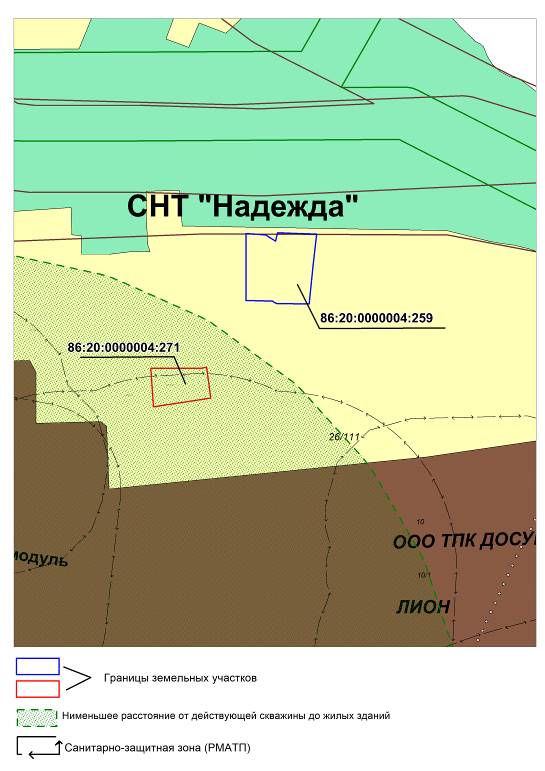 СНТ "Надежда"
86:20:0000004:259
86:20:0000004:271
26/111
10
ООО ТПК ДОСУ
10/1
модуль
ЛИОН
Границы земельных участков
Нименьшее расстояние от действующей скважины до жилых зданий
Санитарно-защитная зона (РМАТП)